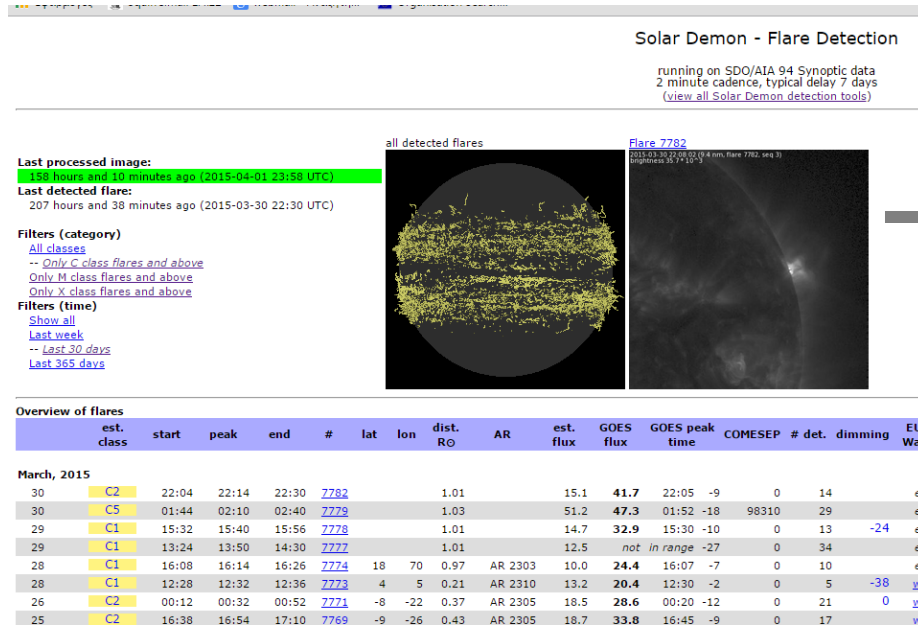 Solar Demon - Flare Detection
running on SDO/AIA 94 Synoptic data
2 minute cadence, typical delay 7 days
(view all Solar Demon detection tools)
all detected flares
Flare 7782
2015-03-30 22:08:02 (9.4 nm, flare 7782, seq 3)
brightness 35.7*10^3
Last processed image:
158 hours and 10 minutes ago (2015-04-01 23:58 UTC)
Last detected flare:
207 hours and 38 minutes ago (2015-03-30 22:30 UTC)
Filters (category)
All classes
-- Only C class flares and above
Only M class flares and above
Only X class flares and above
Filters (time)
Show all
Last week
-- Last 30 days
Last 365 days
Overview of flares
est. class start peak end # lat lon dist. R⊙ AR est. flux GOES flux GOES peak time COMESEP # det. dimming
March, 2015
30 C2 22:04 22:14 22:30 7782 1.01 15.1 41.7 22:05 -9 0 14
30 C5 01:44 02:10 02:40 7779 1.03 51.2 47.3 01:52 -18 98310 29
29 C1 15:32 15:40 15:56 7778 1.01 14.7 32.9 15:30 -10 0 13 -24
29 C1 13:24 13:50 14:30 7777 1.01 12.5 not in range -27 0 34
28 C1 16:08 16:14 16:26 7774 18 70 0.97 AR 2303 10.0 24.4 16:07 -7 0 10
28 C1 12:28 12:32 12:36 7773 4 5 0.21 AR 2310 13.2 20.4 12:30 -2 0 5 -38
26 C2 00:12 00:32 00:52 7771 -8 -22 0.37 AR 2305 18.5 28.6 00:20 -12 0 21 0
25 C2 16:38 16:54 17:10 7769 -9 -26 0.43 AR 2305 18.7 33.8 16:45 -9 0 17